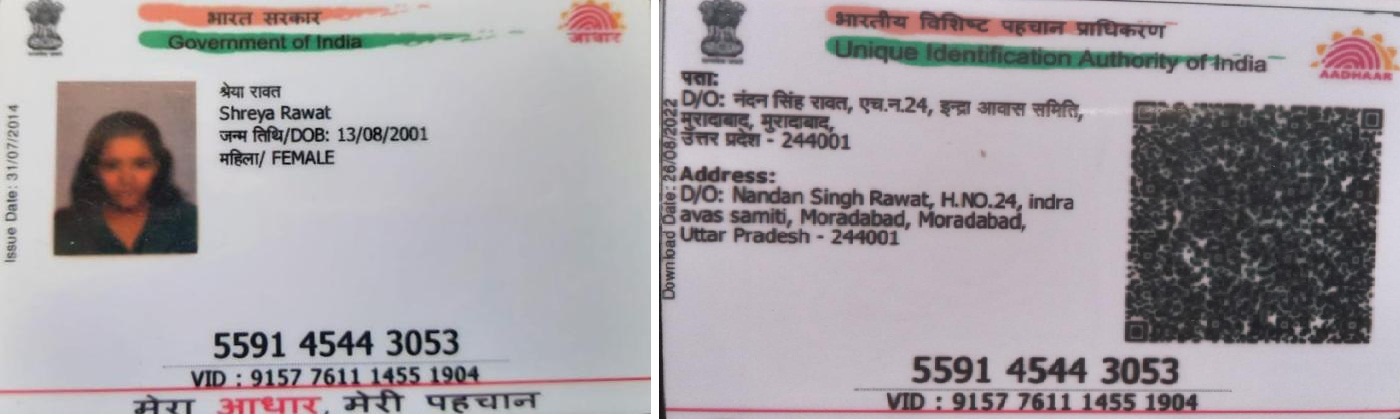 भारत सरकार
Government of India
आधार
Issue Date: 31/07/2014
श्रेया रावत
Shreya Rawat
जन्म तिथि/DOB: 13/08/2001
महिला/ FEMALE
5591 4544 3053
VID : 9157 7611 1455 1904
मेरा आधार, मेरी पहचान
भारतीय विशिष्ट पहचान प्राधिकरण
Unique Identification Authority of India
AADHAAR
Download Date: 26/08/2022
पता:
D/O: नंदन सिंह रावत, एच.न.24, इन्द्रा आवास समिति,
मुरादाबाद, मुरादाबाद,
उत्तर प्रदेश - 244001
Address:
D/O: Nandan Singh Rawat, H.NO.24, indra
avas samiti, Moradabad, Moradabad,
Uttar Pradesh - 244001
5591 4544 3053
VID : 9157 7611 1455 1904